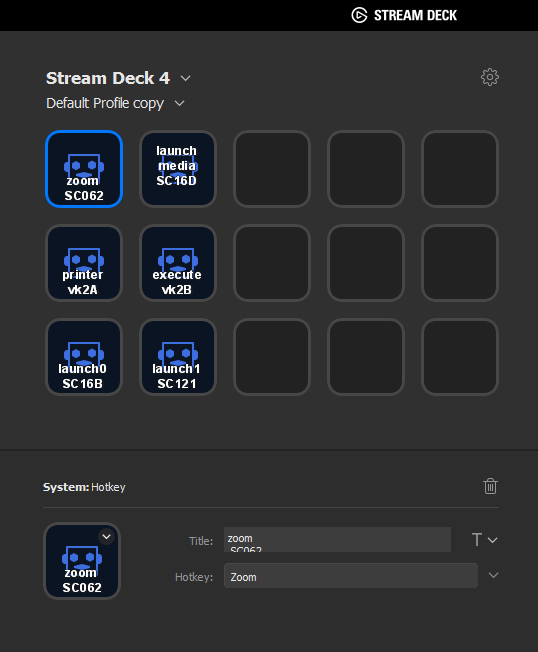 STREAM DECK
Stream Deck 4
Default Profile copy
zoom
SC062
launch
media
SC16D
printer
vk2A
execute
vk2B
launch0
SC16B
launch1
SC121
System: Hotkey
zoom
SC062
Title:
zoom
SC062
T
Hotkey:
Zoom